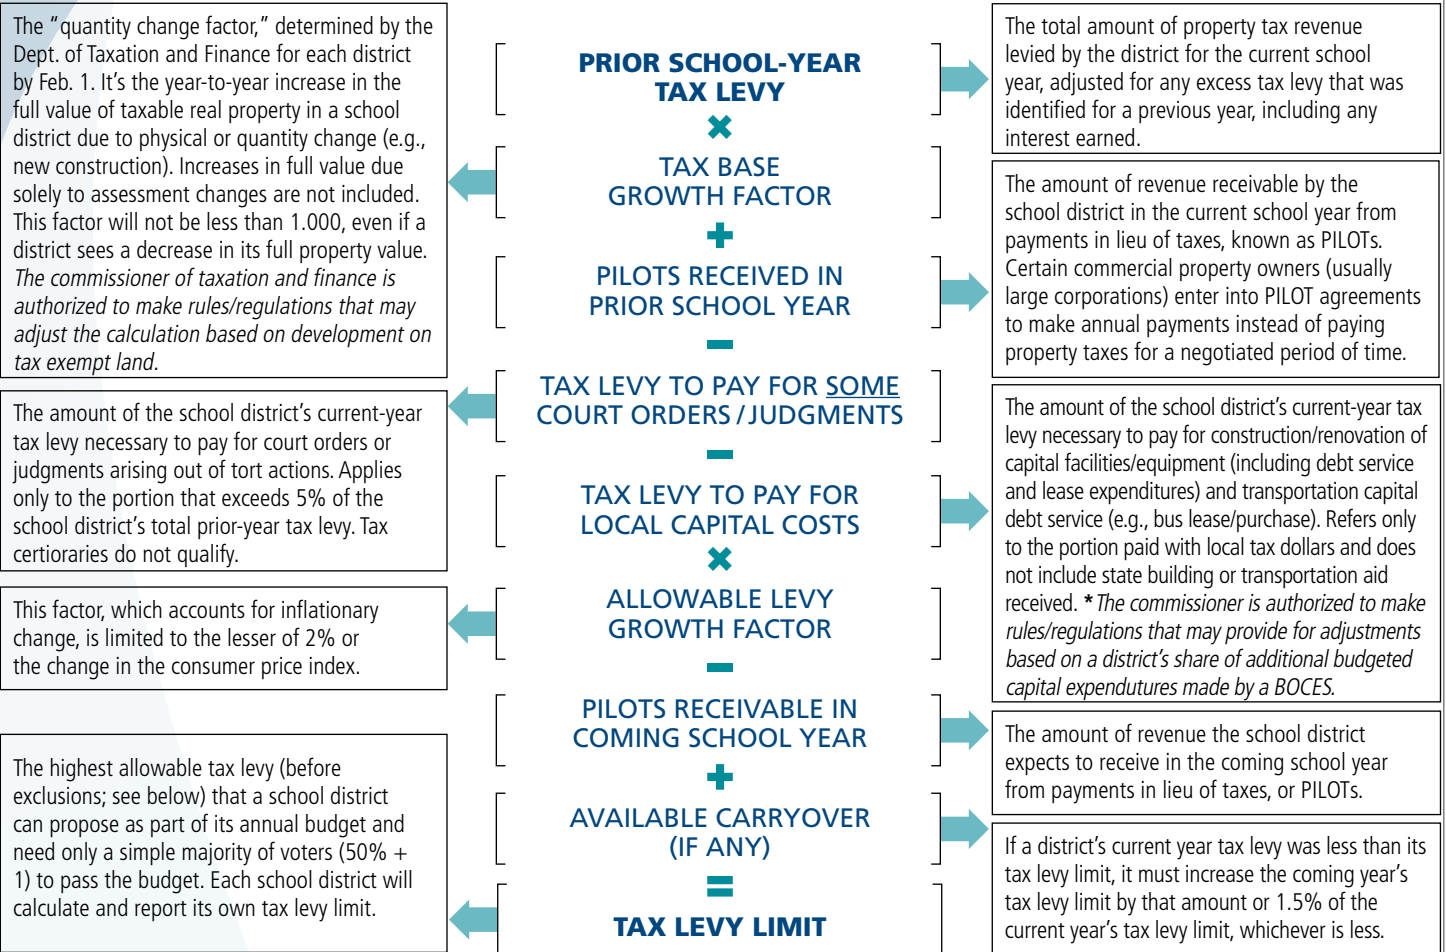 The “quantity change factor,” determined by the
Dept. of Taxation and Finance for each district
by Feb. 1. It’s the year-to-year increase in the
full value of taxable real property in a school
district due to physical or quantity change (e.g.,
new construction). Increases in full value due
solely to assessment changes are not included.
This factor will not be less than 1.000, even if a
district sees a decrease in its full property value.
The commissioner of taxation and finance is
authorized to make rules/regulations that may
adjust the calculation based on development on
tax exempt land.
The amount of the school district’s current-year
tax levy necessary to pay for court orders or
judgments arising out of tort actions. Applies
only to the portion that exceeds 5% of the
school district’s total prior-year tax levy. Tax
certioraries do not qualify.
This factor, which accounts for inflationary
change, is limited to the lesser of 2% or
the change in the consumer price index.
The highest allowable tax levy (before
exclusions; see below) that a school district
can propose as part of its annual budget and
need only a simple majority of voters (50% +
1) to pass the budget. Each school district will
calculate and report its own tax levy limit.
PRIOR SCHOOL-YEAR
TAX LEVY
×
TAX BASE
GROWTH FACTOR
+
PILOTS RECEIVED IN
PRIOR SCHOOL YEAR
–
TAX LEVY TO PAY FOR SOME
COURT ORDERS / JUDGMENTS
–
TAX LEVY TO PAY FOR
LOCAL CAPITAL COSTS
×
ALLOWABLE LEVY
GROWTH FACTOR
–
PILOTS RECEIVABLE IN
COMING SCHOOL YEAR
+
AVAILABLE CARRYOVER
(IF ANY)
=
TAX LEVY LIMIT
The total amount of property tax revenue
levied by the district for the current school
year, adjusted for any excess tax levy that was
identified for a previous year, including any
interest earned.
The amount of revenue receivable by the
school district in the current school year from
payments in lieu of taxes, known as PILOTs.
Certain commercial property owners (usually
large corporations) enter into PILOT agreements
to make annual payments instead of paying
property taxes for a negotiated period of time.
The amount of the school district’s current-year tax
levy necessary to pay for construction/renovation of
capital facilities/equipment (including debt service
and lease expenditures) and transportation capital
debt service (e.g., bus lease/purchase). Refers only
to the portion paid with local tax dollars and does
not include state building or transportation aid
received. *The commissioner is authorized to make
rules/regulations that may provide for adjustments
based on a district’s share of additional budgeted
capital expendutures made by a BOCES.
The amount of revenue the school district
expects to receive in the coming school year
from payments in lieu of taxes, or PILOTs.
If a district’s current year tax levy was less than its
tax levy limit, it must increase the coming year’s
tax levy limit by that amount or 1.5% of the
current year’s tax levy limit, whichever is less.